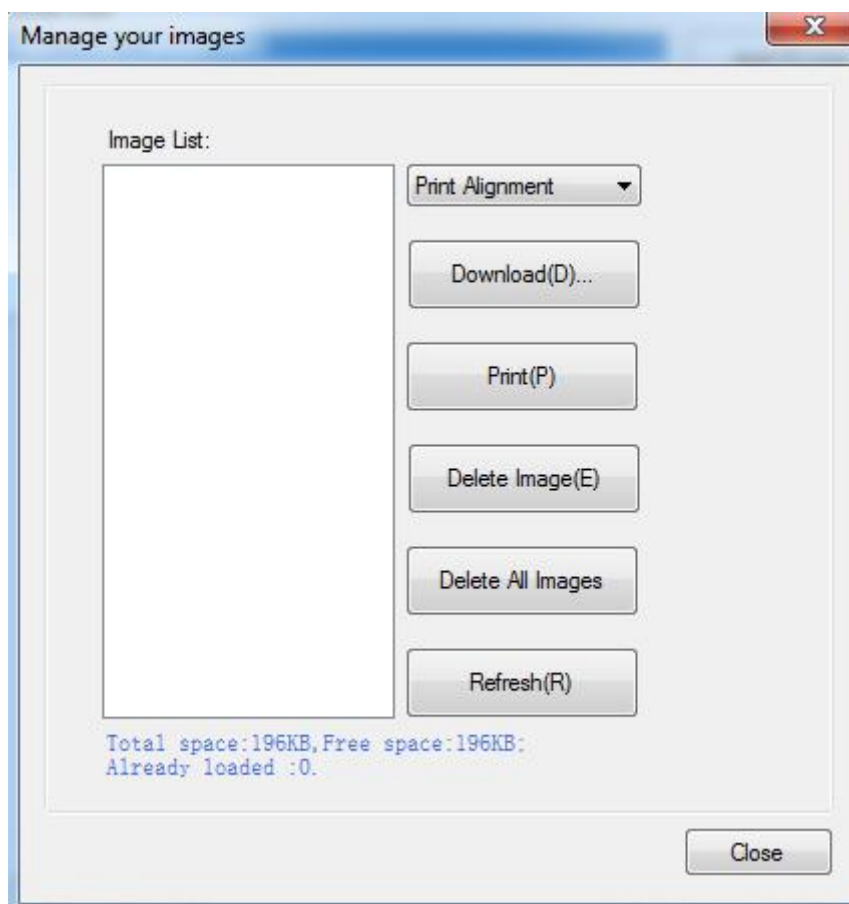 Manage your images
Image List:
Print Alignment
Download(D)...
Print(P)
Delete Image(E)
Delete All Images
Refresh(R)
Total space:196KB,Free space:196KB;
Already loaded :0.
Close